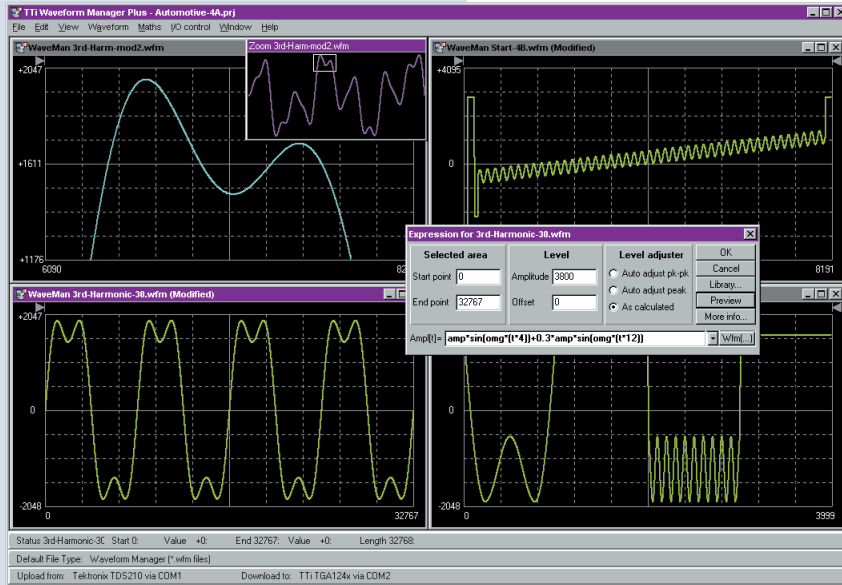 TTi Waveform Manager Plus - Automotive-4A.prj
File Edit View Waveform Maths I/O control Window Help
WaveMan 3rd-Harm-mod2.wfm
Zoom 3rd-Harm-mod2.wfm
+2047
+1611
+1176
6090
WaveMan Start-4B.wfm (Modified)
+4095
0
8191
Expression for 3rd-Harmonic-30.wfm
Selected area
Start point 0
End point 32767
Level
Amplitude 3800
Offset 0
Level adjuster
Auto adjust pk-pk
Auto adjust peak
As calculated
OK
Cancel
Library...
Preview
More info...
Amp[t]= amp*sin(omg*(t*4))+0.3*amp*sin(omg*(t*12)) Wfm(...)
WaveMan 3rd-Harmonic-30.wfm (Modified)
+2047
0
-2048
0
32767
0
-2048
0
3999
Status 3rd-Harmonic-30 Start 0: Value +0: End 32767: Value +0: Length 32768:
Default File Type: Waveform Manager (*.wfm files)
Upload from: Tektronix TDS210 via COM1 Download to: TTi TGA124x via COM2